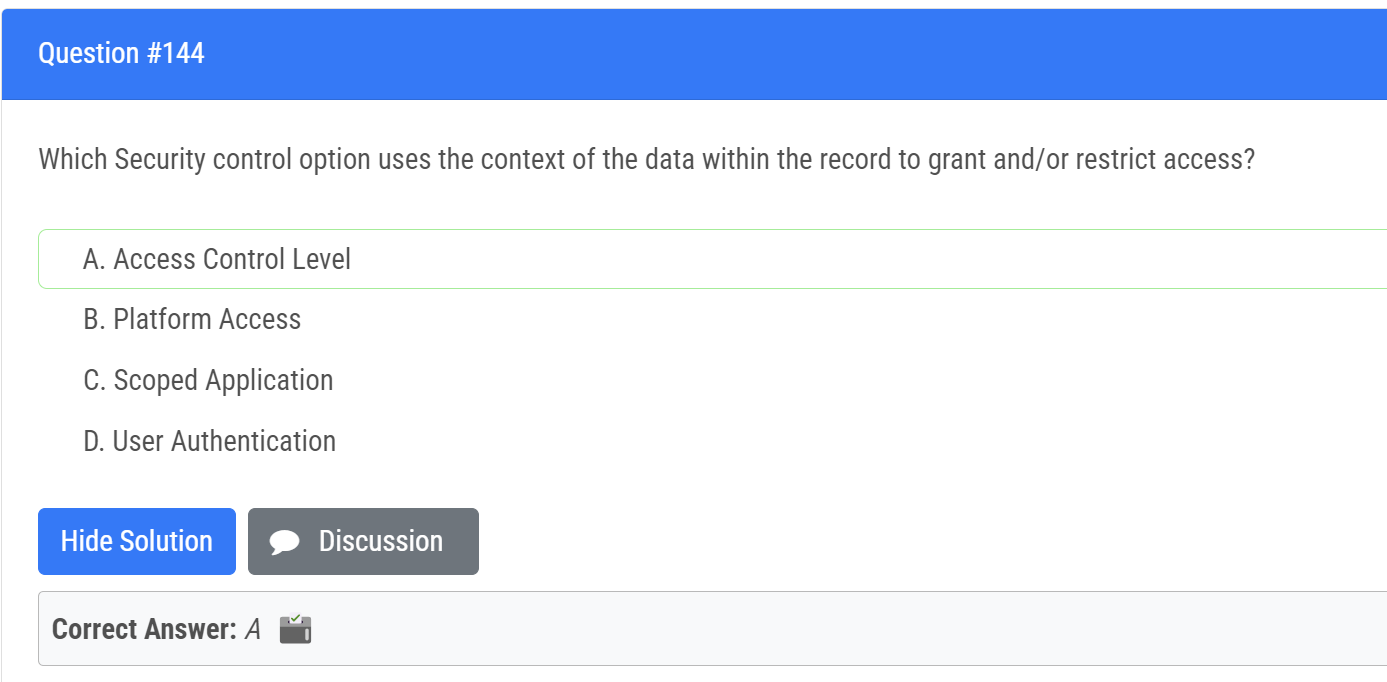 Question #144
Which Security control option uses the context of the data within the record to grant and/or restrict access?
A. Access Control Level
B. Platform Access
C. Scoped Application
D. User Authentication
Hide Solution Discussion
Correct Answer: A